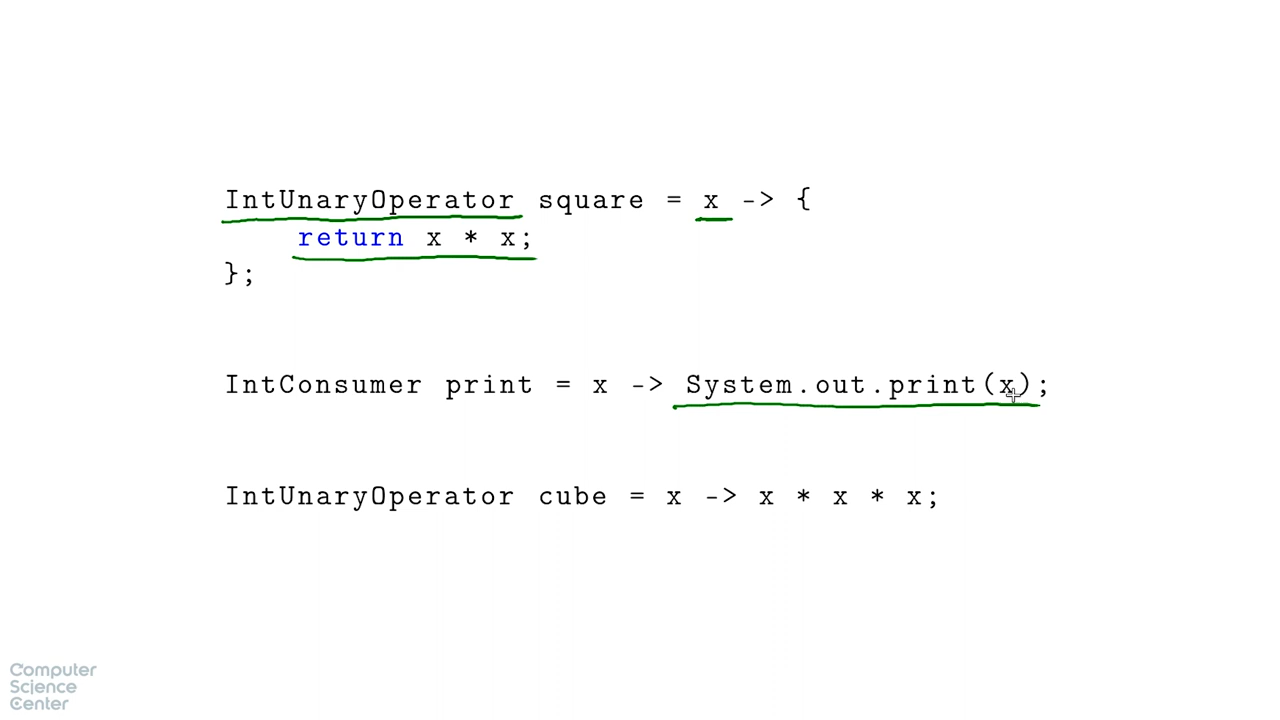 IntUnaryOperator square = x -> {
    return x * x;
};
IntConsumer print = x -> System.out.print(x);
IntUnaryOperator cube = x -> x * x * x;
Computer
Science
Center